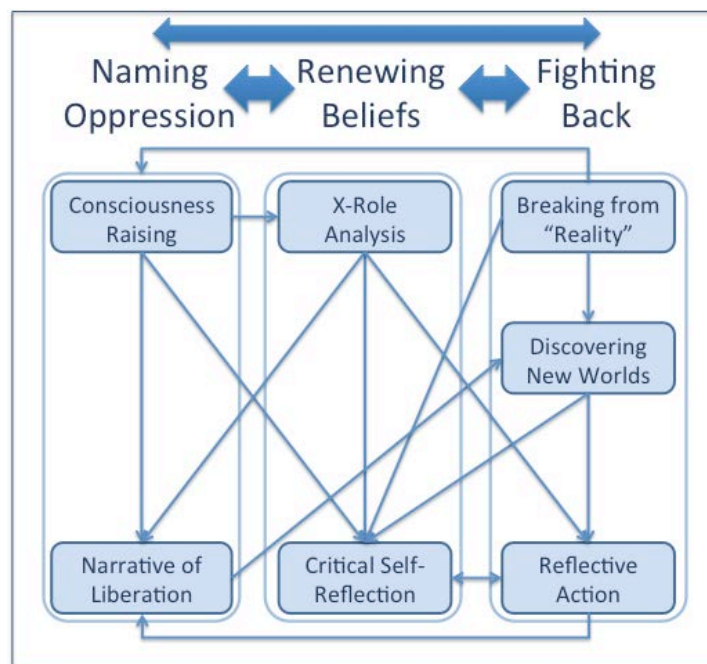 Naming
Oppression
Renewing
Beliefs
Fighting
Back
Consciousness
Raising
X-Role
Analysis
Breaking from
“Reality”
Discovering
New Worlds
Narrative of
Liberation
Critical Self-
Reflection
Reflective
Action